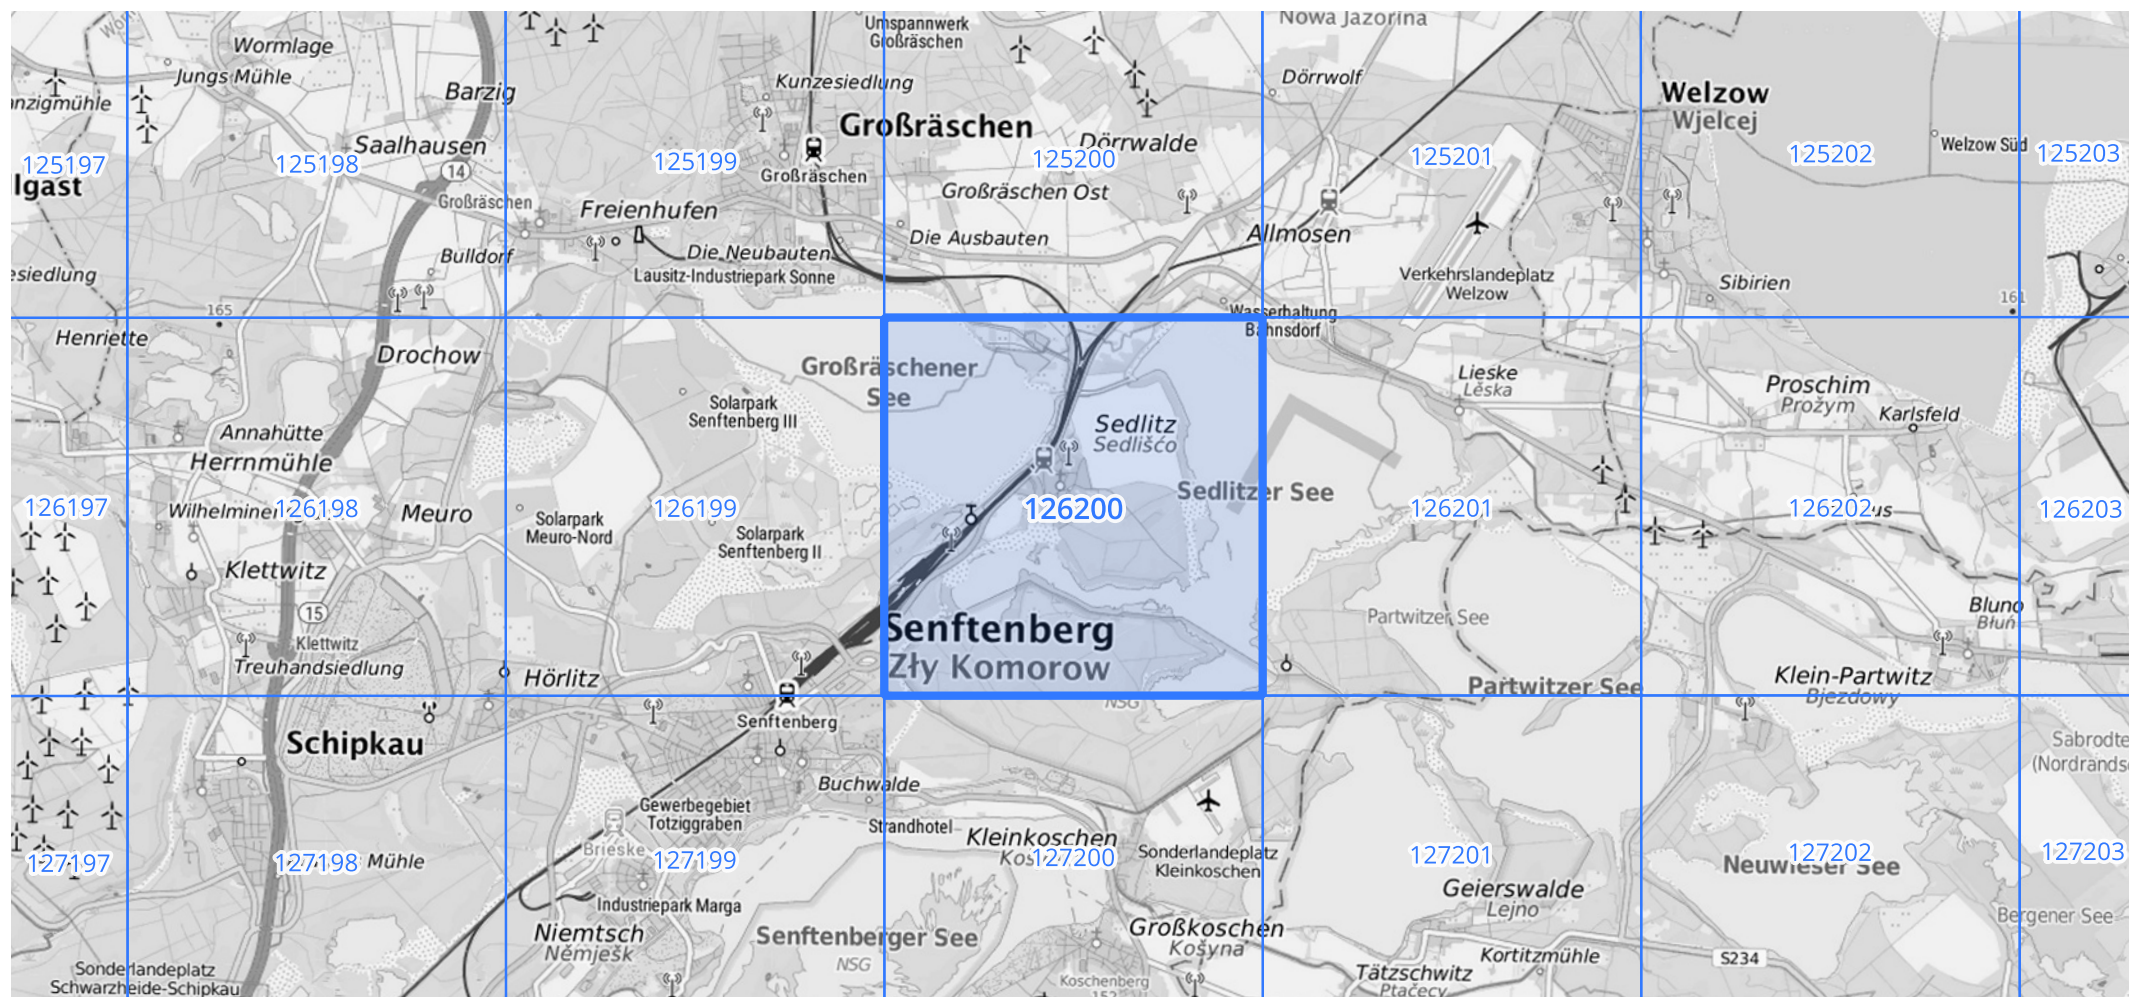 Nowa Jazorina
Umspannwerk
Großräschen
Wormlage
Jungs Mühle
Kunzesiedlung
Dörrwolf
Barzig
nzigmühle
Welzow
Wjelcej
Großräschen
Saalhausen
Dörrwalde
Welzow Süd
125197
125198
125199
125200
125201
125202
125203
14
Großräschen
lgast
Großräschen
Großräschen Ost
Freienhufen
Die Ausbauten
Allmosen
Bulldorf
Die Neubauten
Lausitz-Industriepark Sonne
esiedlung
Verkehrslandeplatz
Welzow
Sibirien
161
165
Wasserhaltung
Bahnsdorf
Henriette
Drochow
Großräschener
See
Lieske
Lěska
Proschim
Prožym
Karlsfeld
Solarpark
Senftenberg III
Sedlitz
Sedlišćo
Annahütte
Herrnmühle
Sedlitzer See
126197
126198
126199
126200
126201
126202
126203
Meuro
Solarpark
Meuro-Nord
Solarpark
Senftenberg II
Klettwitz
15
Klettwitz
Treuhandsiedlung
Hörlitz
Senftenberg
Zły Komorow
Partwitzer See
Bluno
Błuń
Partwitzer See
Klein-Partwitz
Bjezdowy
NSG
Senftenberg
Schipkau
Sabrodte
(Nordrandse
Buchwalde
Gewerbegebiet
Totziggraben
Strandhotel
Kleinkoschen
Brieske
Sonderlandeplatz
Kleinkoschen
127197
127198
Mühle
127199
127200
127201
127202
127203
Neuwieser See
Geierswalde
Lejno
Industriepark Marga
Bergener See
Niemtsch
Němješk
Senftenberger See
NSG
Großkoschen
Kóšyna
Kortitzmühle
S234
Sonderlandeplatz
Schwarzheide-Schipkau
Koschenberg
152
Tätzschwitz
Ptačecy